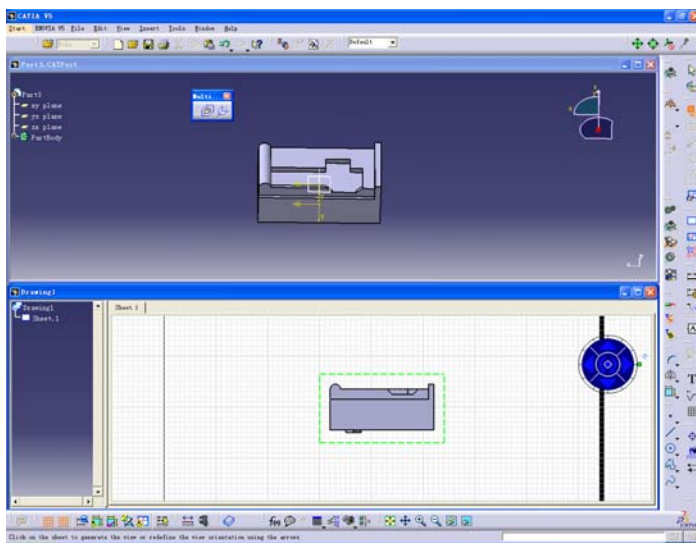 CATIA V5
Start ENOVIA V5 File Edit View Insert Tools Window Help
Default
Part3.CATPart
Part3
xy plane
yz plane
zx plane
PartBody
Multi...
Drawing1
Drawing1
Sheet.1
Sheet.1
f(x)
Click on the sheet to generate the view or redefine the view orientation using the arrows